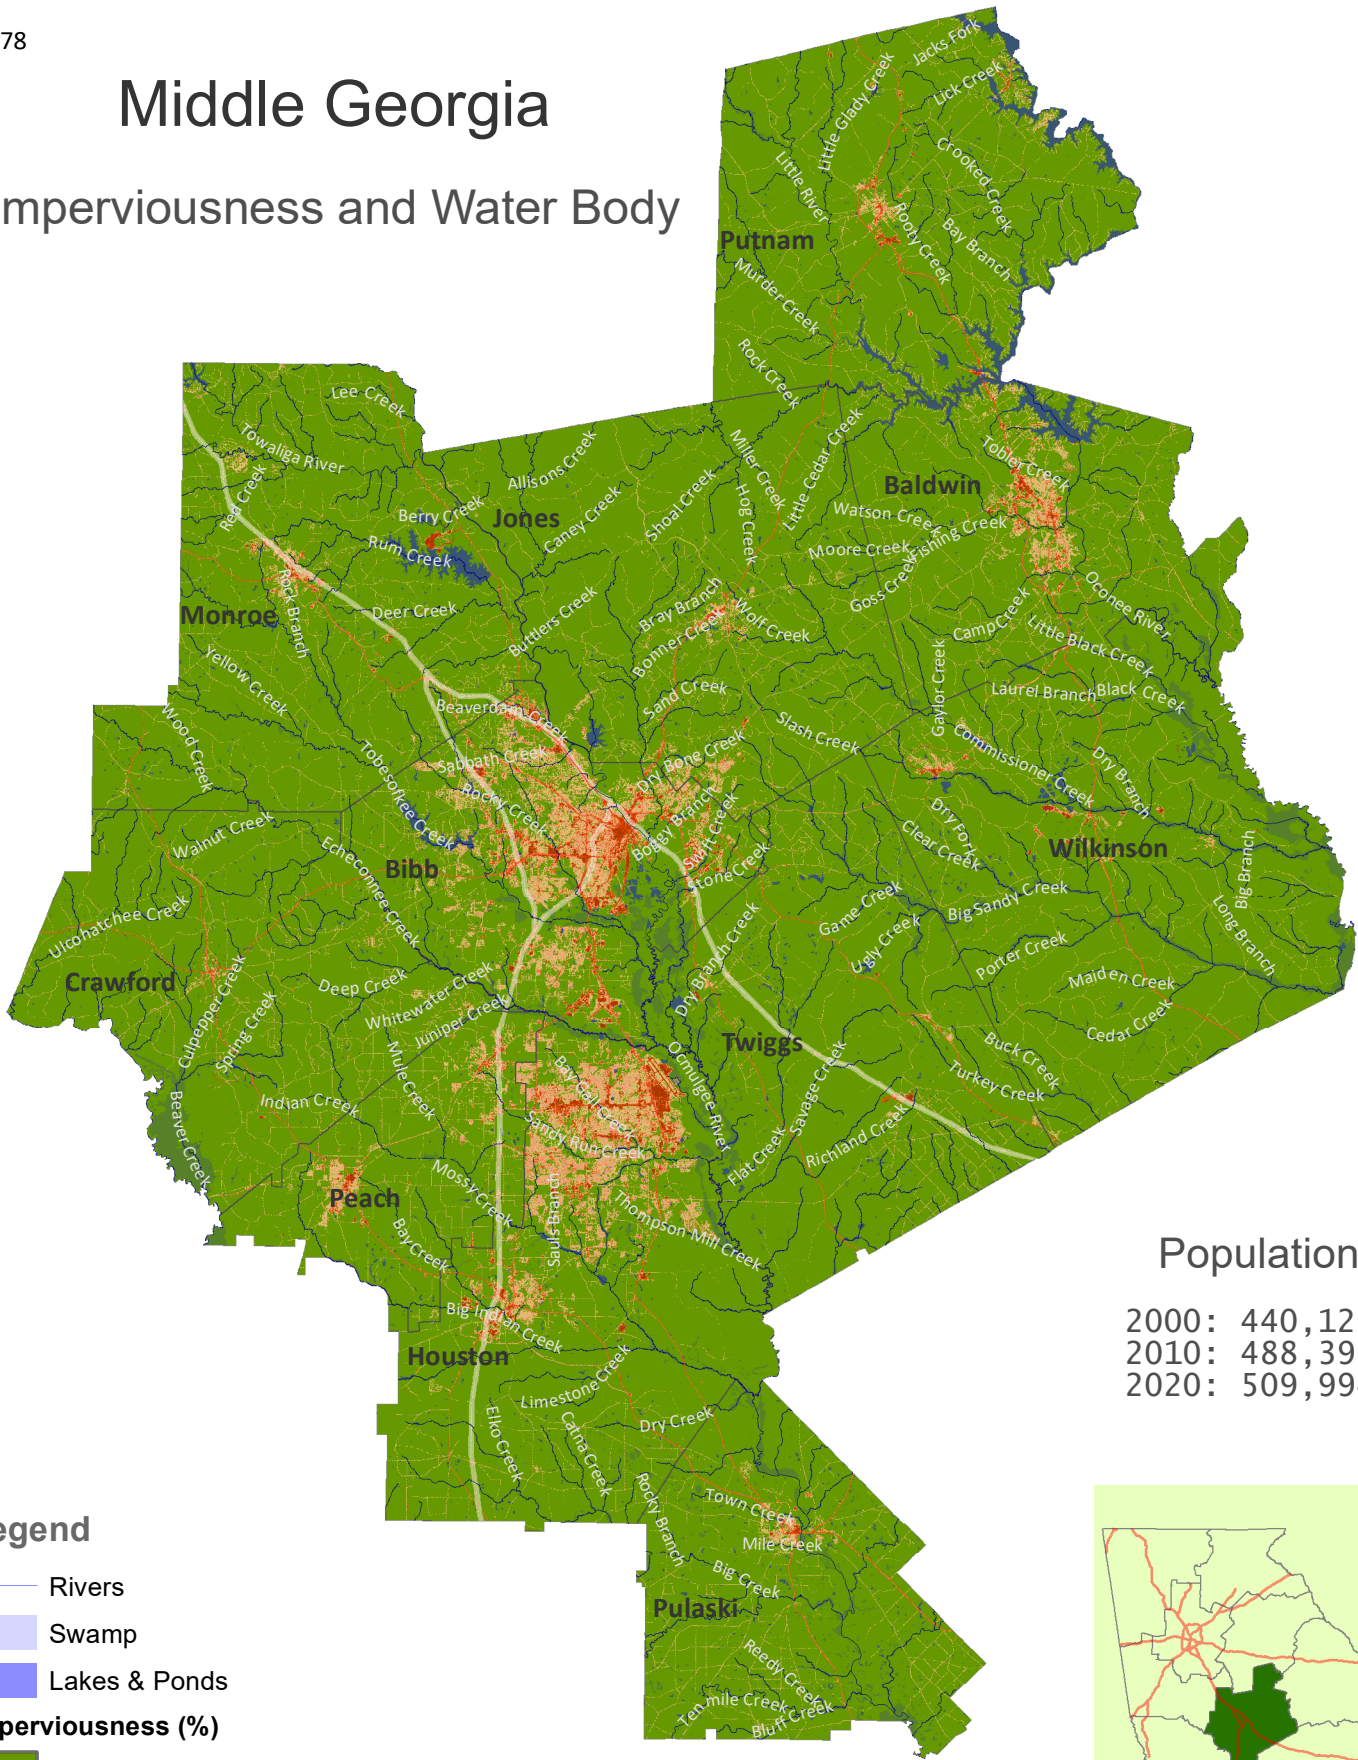 78
Middle Georgia
mperviousness and Water Body
Jacks Fork
Lick Creek
Little Glady Creek
Crooked Creek
Little River
Rooty Creek
Bay Branch
Putnam
Murder Creek
Rock Creek
Lee Creek
Towaliga River
Red Creek
Allisons Creek
Berry Creek
Jones
Caney Creek
Shoal Creek
Miller Creek
Hog Creek
Little Cedar Creek
Tobler Creek
Baldwin
Watson Cree
Fishing Creek
Moore Creek
Goss Creek
Rum Creek
Rock Branch
Monroe
Deer Creek
Buttlers Creek
Bray Branch
Bonner Creek
Wolf Creek
Camp Creek
Oconee River
Little Black Creek
Yellow Creek
Sand Creek
Gaylor Creek
Laurel Branch
Black Creek
Wood Creek
Beaverdam Creek
Slash Creek
Commissioner Creek
Dry Branch
Tobesofkee Creek
Sabbath Creek
Dry Bone Creek
Rocky Creek
Boggy Branch
Swift Creek
Stone Creek
Dry Fork
Clear Creek
Wilkinson
Walnut Creek
Echeconnee Creek
Bibb
Big Branch
Long Branch
Ulcohatchee Creek
Game Creek
Big Sandy Creek
Ugly Creek
Porter Creek
Crawford
Culpepper Creek
Spring Creek
Deep Creek
Whitewater Creek
Juniper Creek
Dry Branch Creek
Maiden Creek
Cedar Creek
Twiggs
Mule Creek
Bay Gall Creek
Ocmulgee River
Savage Creek
Buck Creek
Turkey Creek
Beaver Creek
Indian Creek
Sandy Run Creek
Flat Creek
Richland Creek
Mossy Creek
Peach
Bay Creek
Sauls Branch
Thompson Mill Creek
Population
2000: 440,12
2010: 488,39
2020: 509,99
Big Indian Creek
Houston
Limestone Creek
Elko Creek
Catna Creek
Dry Creek
Rocky Branch
Town Creek
Mile Creek
Big Creek
Pulaski
Reedy Creek
Ten mile Creek
Bluff Creek
egend
Rivers
Swamp
Lakes & Ponds
perviousness (%)